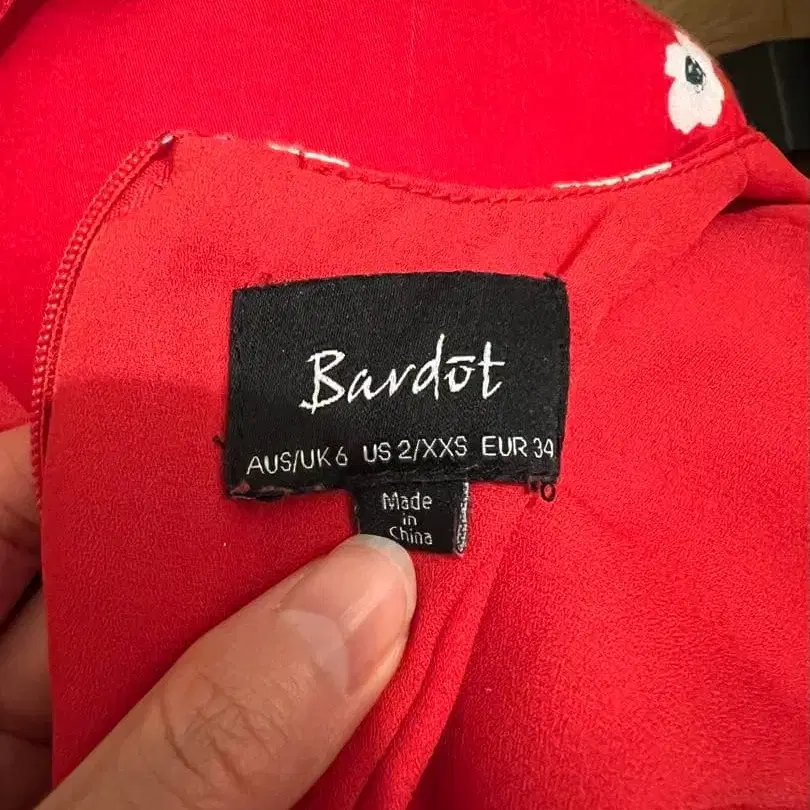 Bardōt
AUS/UK 6 US 2/XXS EUR 34
Made
in
China